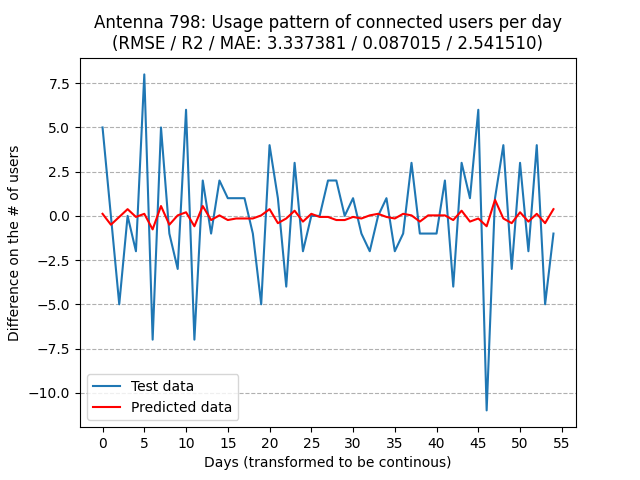 Antenna 798: Usage pattern of connected users per day
(RMSE / R2 / MAE: 3.337381 / 0.087015 / 2.541510)
Difference on the # of users
7.5
5.0
2.5
0.0
−2.5
−5.0
−7.5
−10.0
Test data
Predicted data
0 5 10 15 20 25 30 35 40 45 50 55
Days (transformed to be continous)